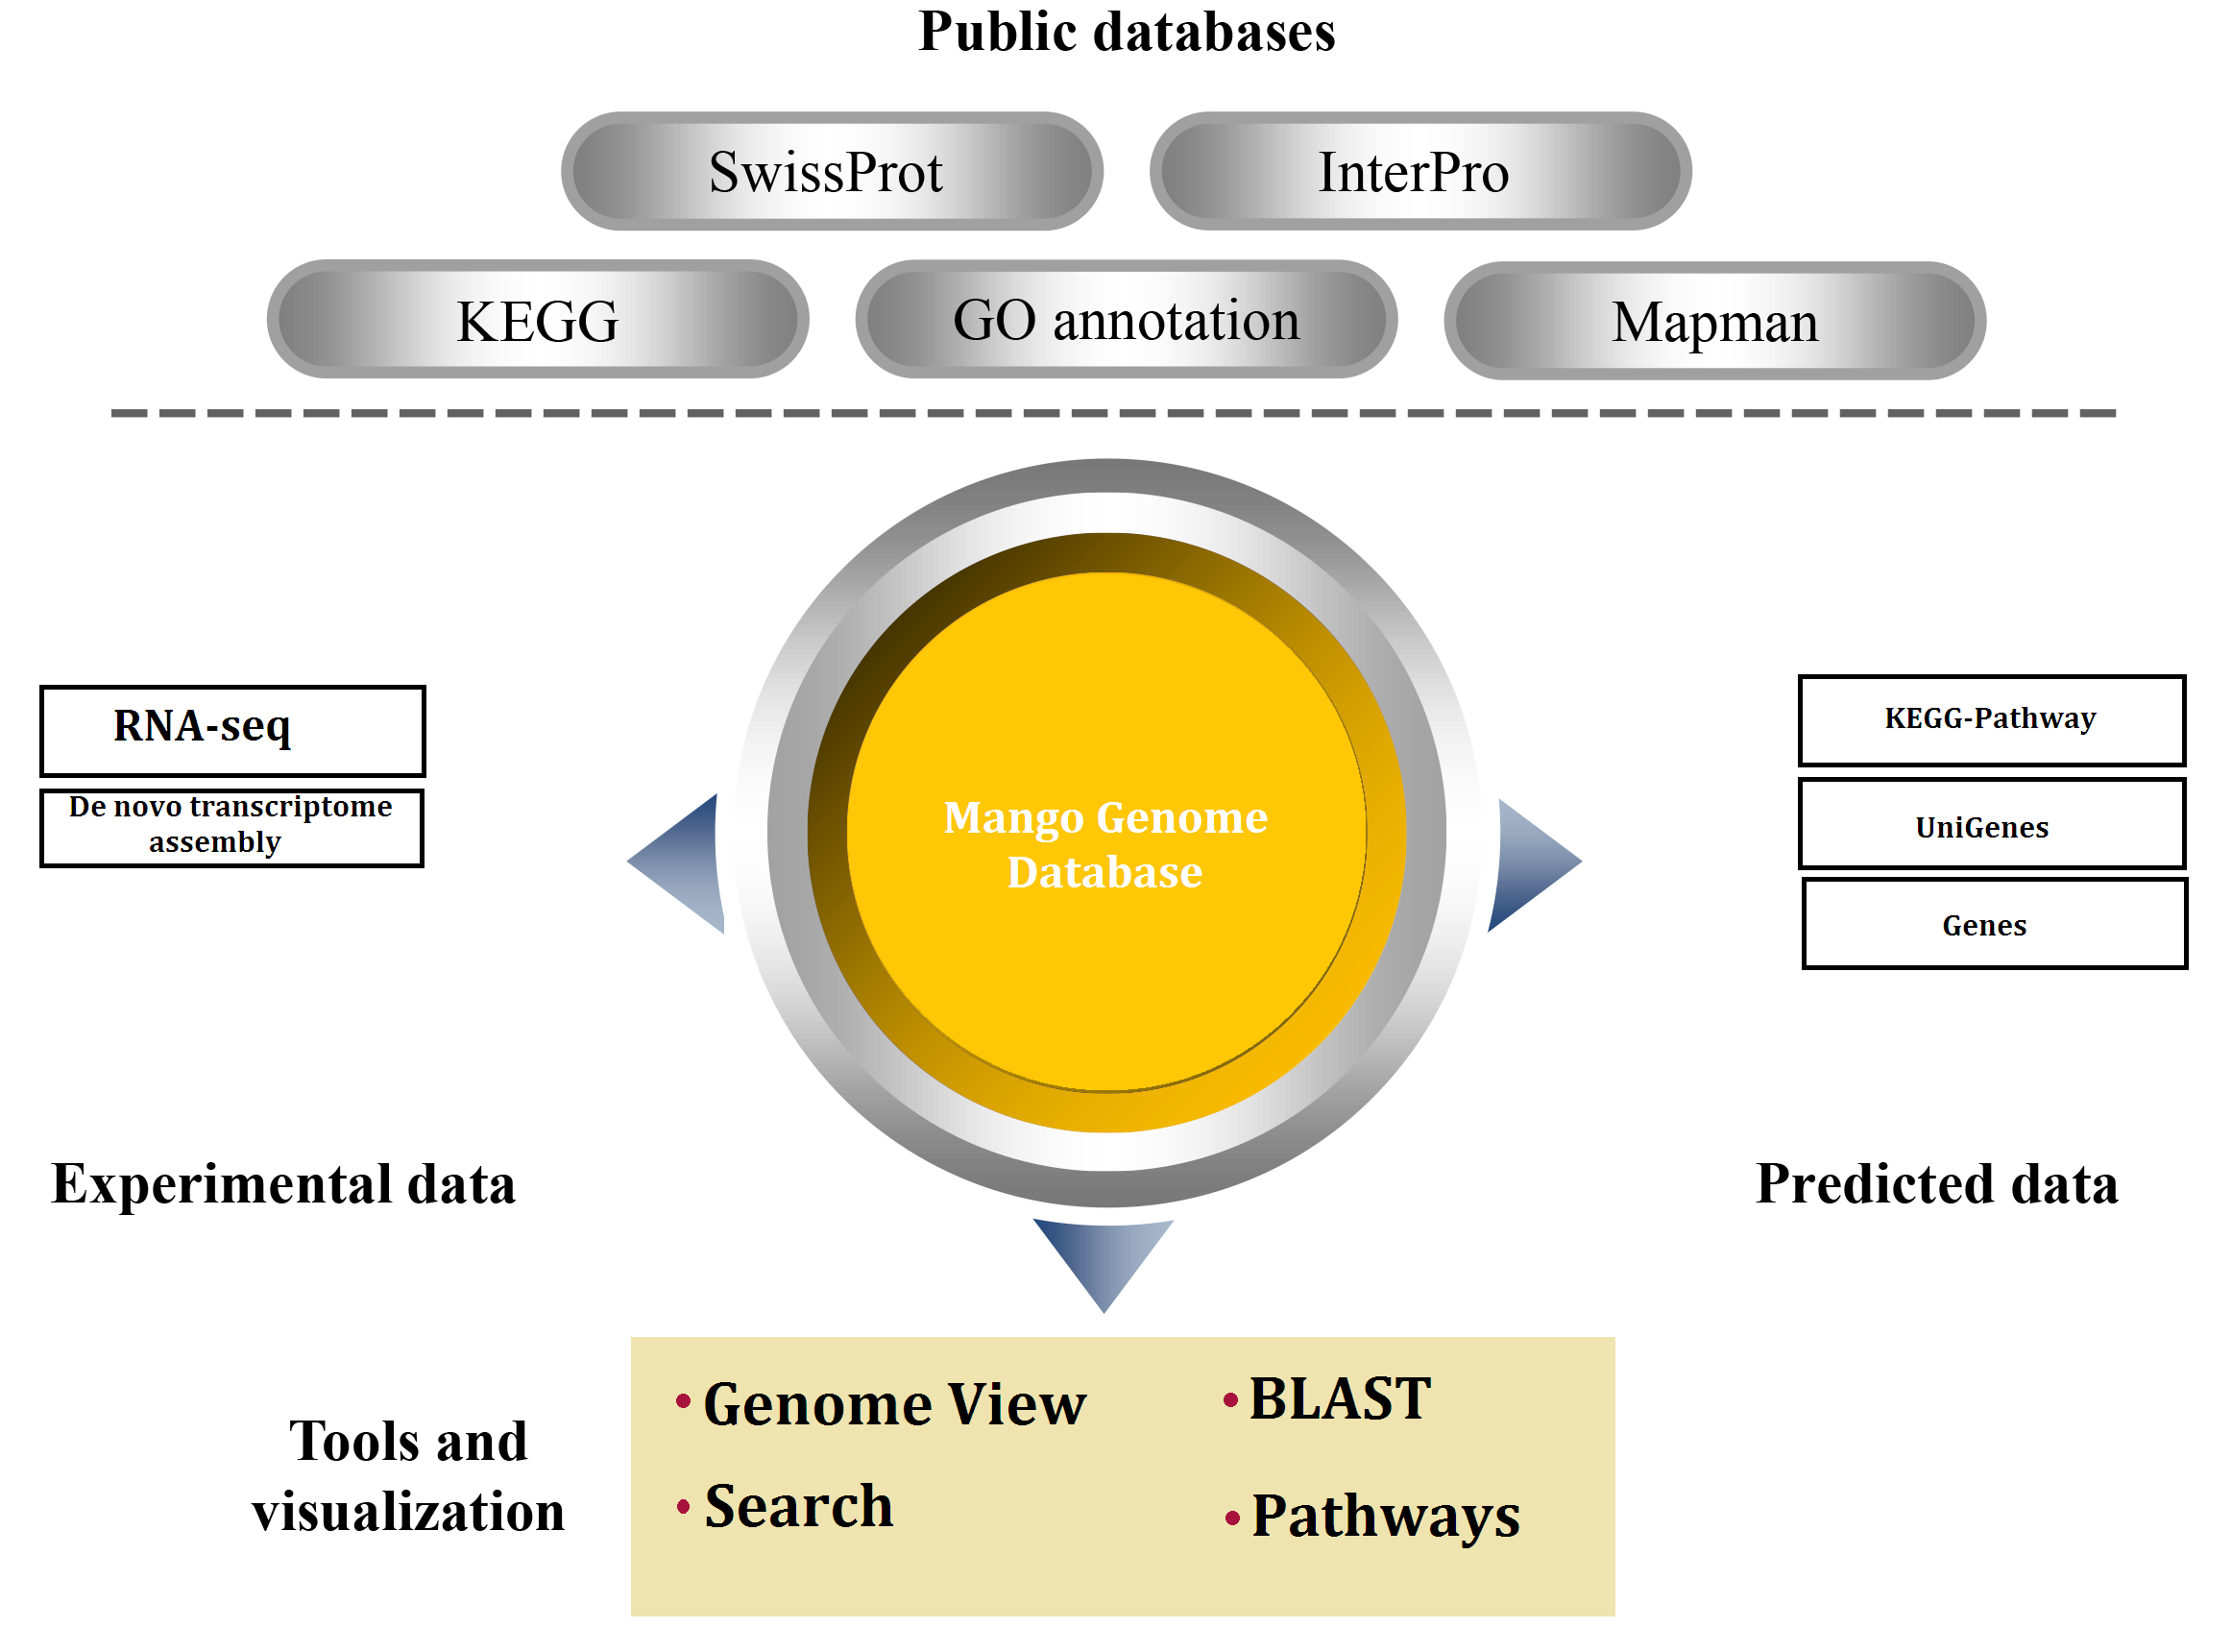 Public databases
SwissProt
InterPro
KEGG
GO annotation
Mapman
RNA-seq
De novo transcriptome
assembly
Mango Genome
Database
KEGG-Pathway
UniGenes
Genes
Experimental data
Predicted data
Tools and
visualization
• Genome View
• BLAST
• Search
• Pathways